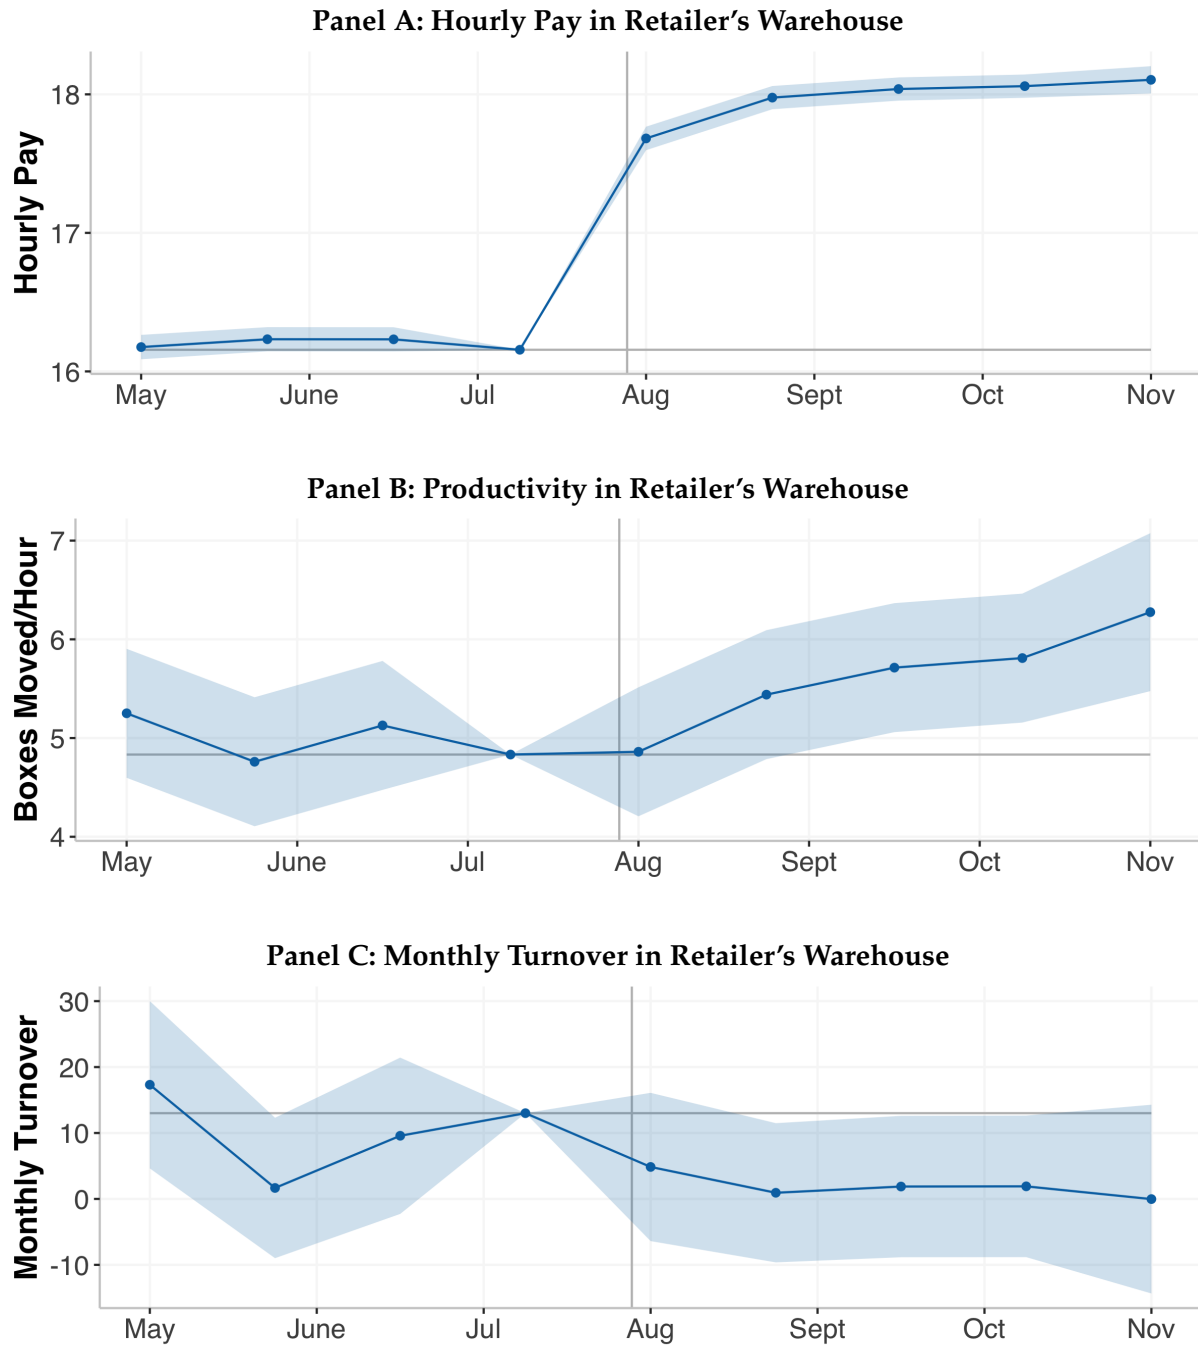 Panel A: Hourly Pay in Retailer's Warehouse
Hourly Pay
18
17
16
May June Jul Aug Sept Oct Nov
Panel B: Productivity in Retailer's Warehouse
Boxes Moved/Hour
7
6
5
4
May June Jul Aug Sept Oct Nov
Panel C: Monthly Turnover in Retailer's Warehouse
Monthly Turnover
30
20
10
0
-10
May June Jul Aug Sept Oct Nov